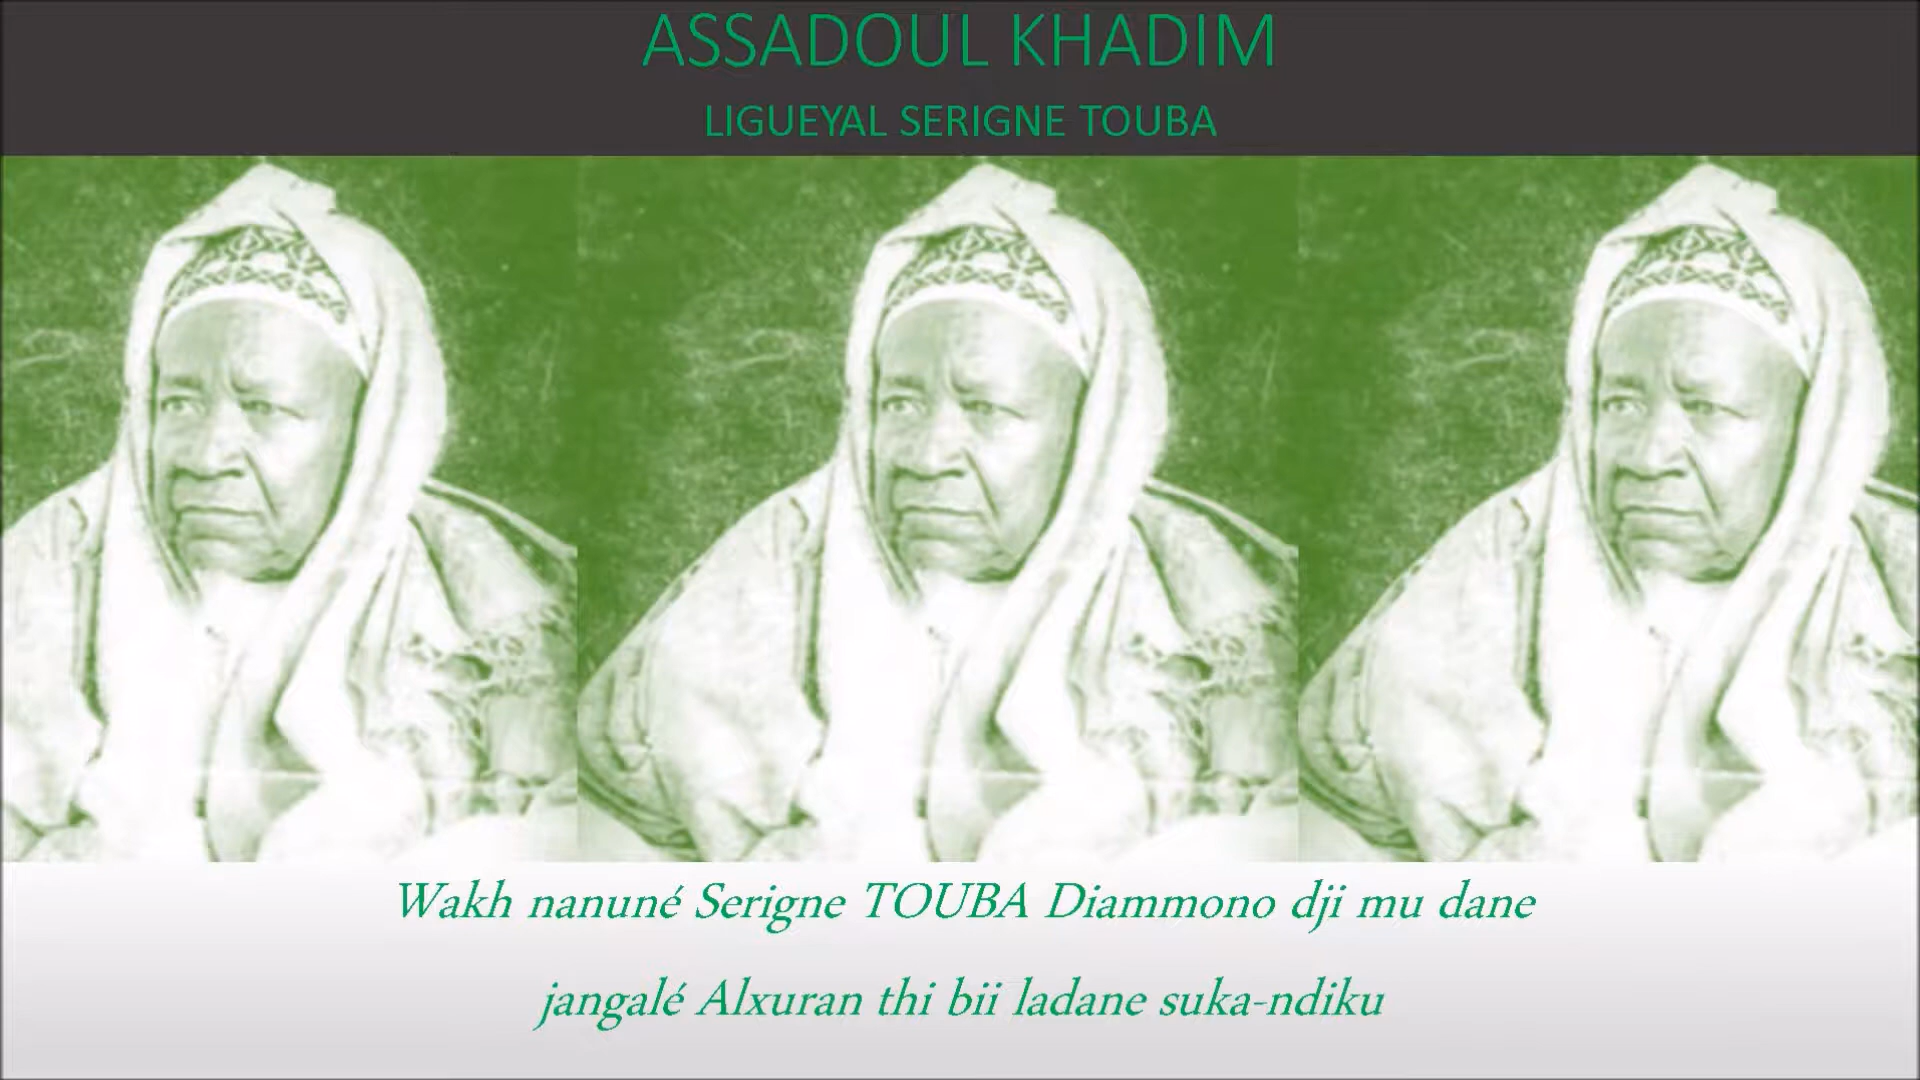 ASSADOUL KHADIM
LIGUEYAL SERIGNE TOUBA
Wakh nanuné Serigne TOUBA Diammono dji mu dane
jangalé Alxuran thi bii ladane suka-ndiku